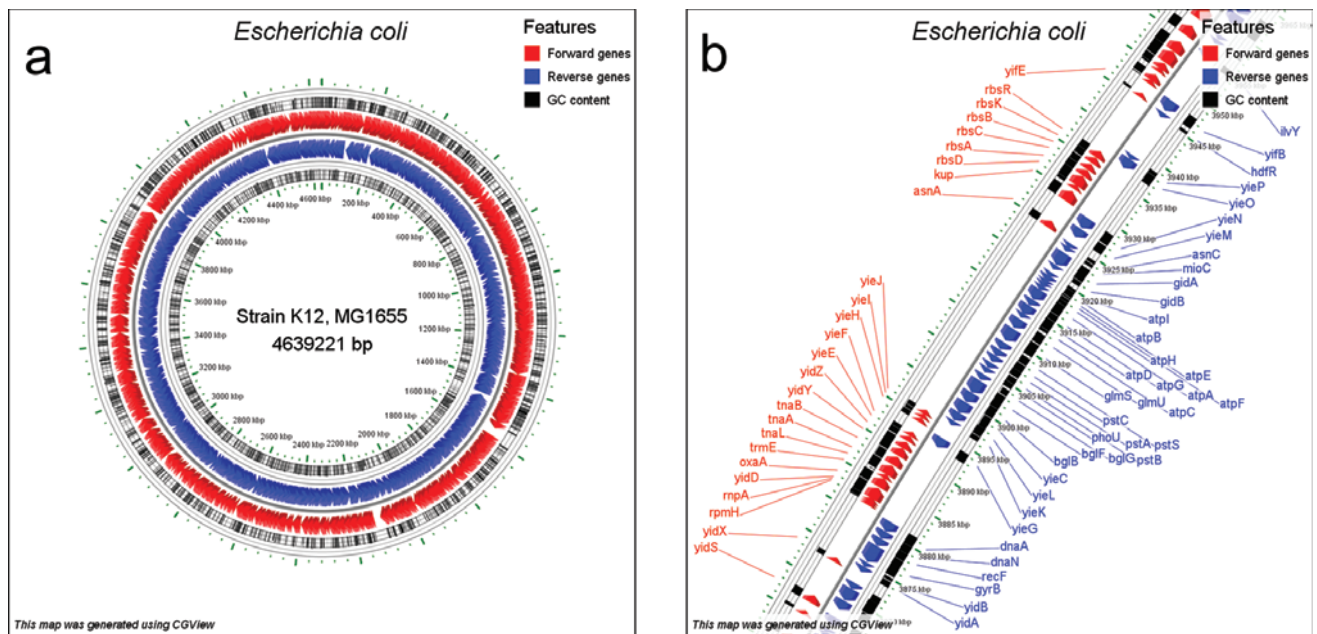 a
Escherichia coli
Features
Forward genes
Reverse genes
GC content
4600 kbp
200 kbp
400 kbp
600 kbp
800 kbp
1000 kbp
1200 kbp
1400 kbp
1600 kbp
1800 kbp
2000 kbp
2200 kbp
2400 kbp
2600 kbp
2800 kbp
3000 kbp
3200 kbp
3400 kbp
3600 kbp
3800 kbp
4000 kbp
4200 kbp
4400 kbp
Strain K12, MG1655
4639221 bp
This map was generated using CGView
b
Escherichia coli
Features
Forward genes
Reverse genes
GC content
yifE
rbsR
rbsK
rbsB
rbsC
rbsA
rbsD
kup
asnA
yieJ
yieI
yieH
yieF
yieE
yidZ
yidY
tnaB
tnaA
tnaL
trmE
oxaA
yidD
rnpA
rpmH
yidX
yidS
3950 kbp
3945 kbp
3940 kbp
3935 kbp
3930 kbp
3925 kbp
3920 kbp
3915 kbp
3910 kbp
3905 kbp
3900 kbp
3895 kbp
3890 kbp
3885 kbp
3880 kbp
3875 kbp
ilvY
yifB
hdfR
yieP
yieO
yieN
yieM
asnC
mioC
gidA
gidB
atpI
atpB
atpH
atpE
atpD
atpG
atpA
atpF
glmS
glmU
atpC
pstC
phoU
pstA
pstS
bglB
bglF
bglG
pstB
yieC
yieL
yieK
yieG
dnaA
dnaN
recF
gyrB
yidB
yidA
This map was generated using CGView